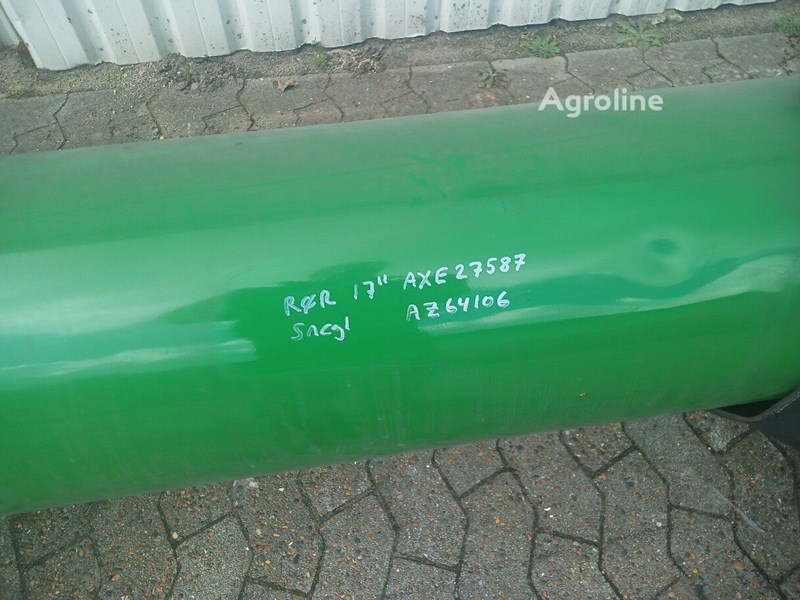 Agroline
RØR 17" AXE27587
Snegl AZ64106